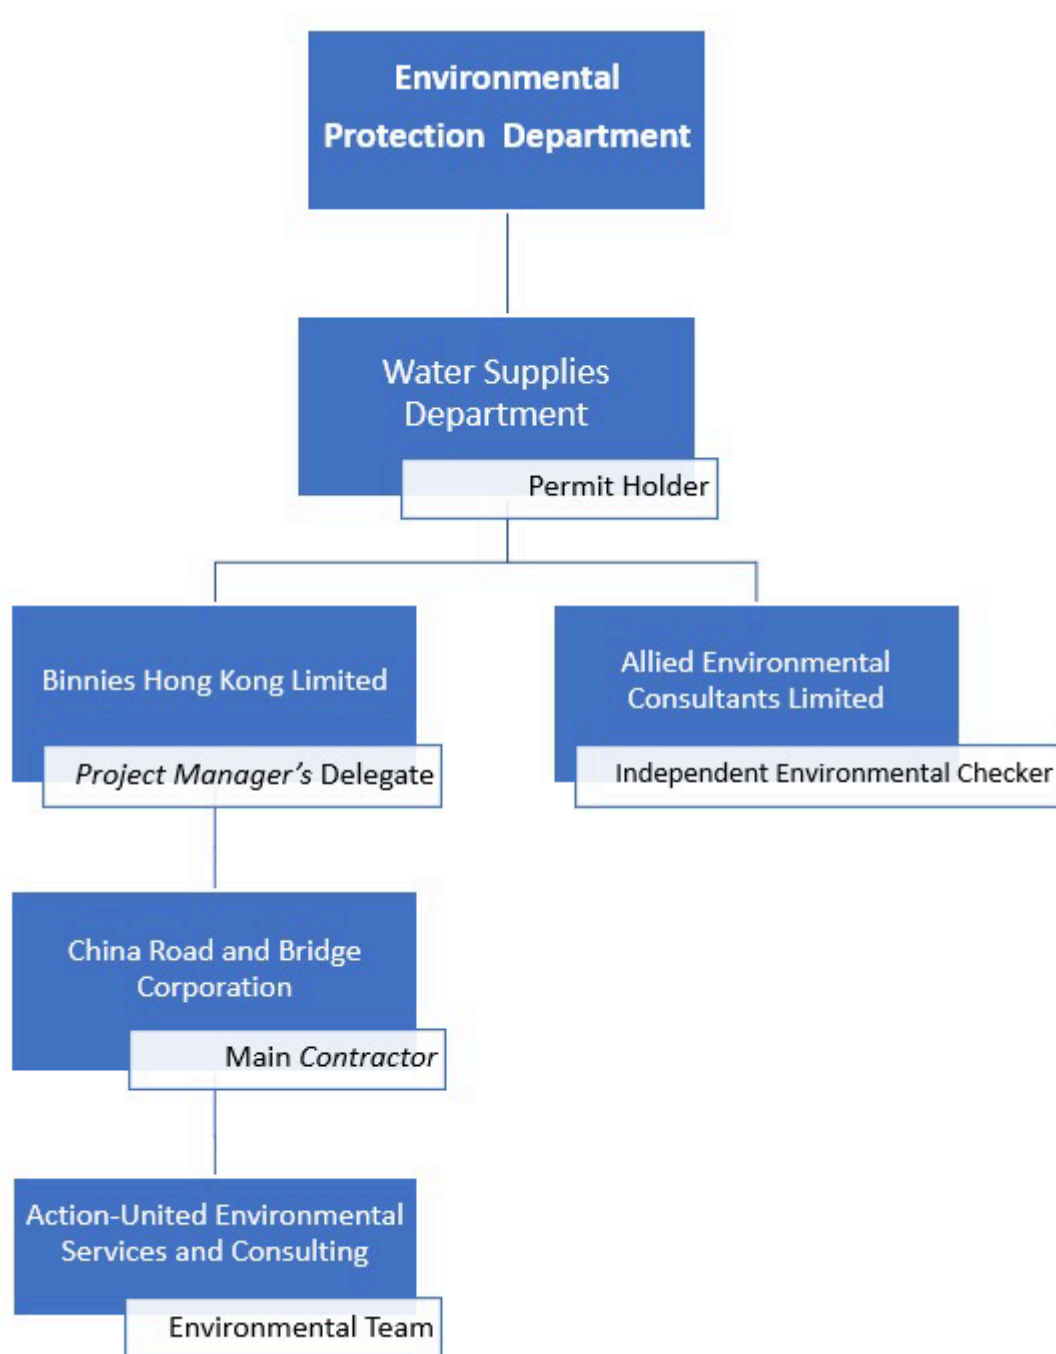 Environmental
Protection Department
Water Supplies
Department
Permit Holder
Binnies Hong Kong Limited
Project Manager’s Delegate
Allied Environmental
Consultants Limited
Independent Environmental Checker
China Road and Bridge
Corporation
Main Contractor
Action-United Environmental
Services and Consulting
Environmental Team